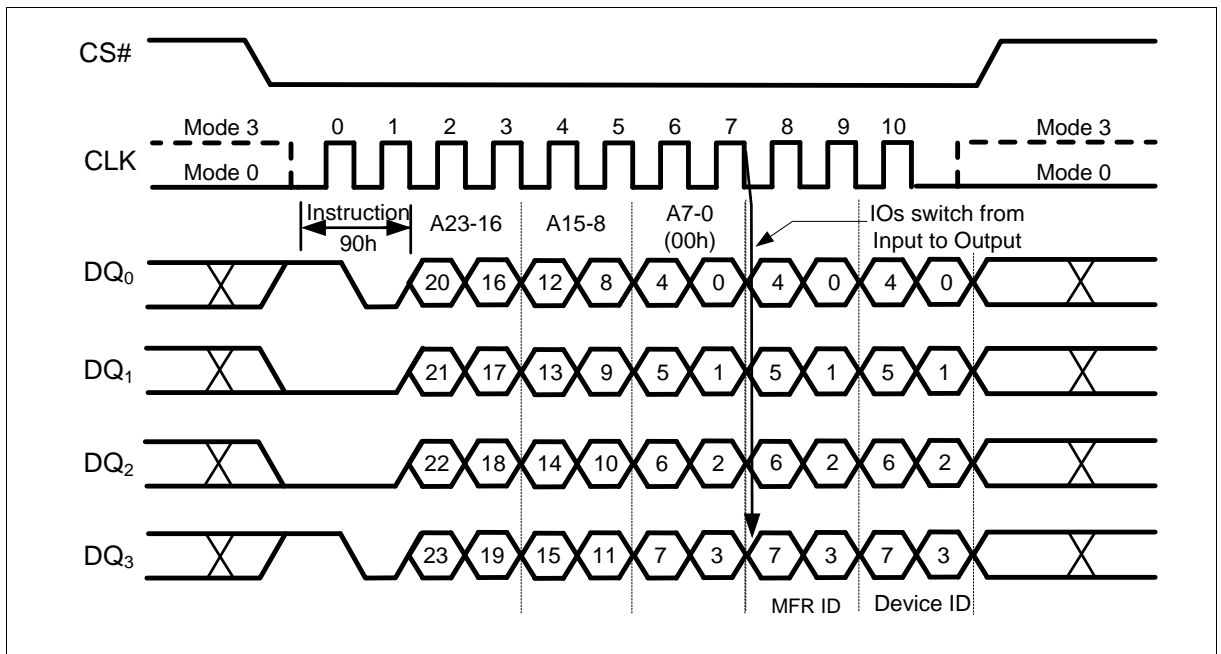 CS#
Mode 3 0 1 2 3 4 5 6 7 8 9 10 Mode 3
CLK
Mode 0 Mode 0
Instruction A23-16 A15-8 A7-0 IOs switch from
90h (00h) Input to Output
DQ0 20 16 12 8 4 0 4 0 4 0
DQ1 21 17 13 9 5 1 5 1 5 1
DQ2 22 18 14 10 6 2 6 2 6 2
DQ3 23 19 15 11 7 3 7 3 7 3
MFR ID Device ID